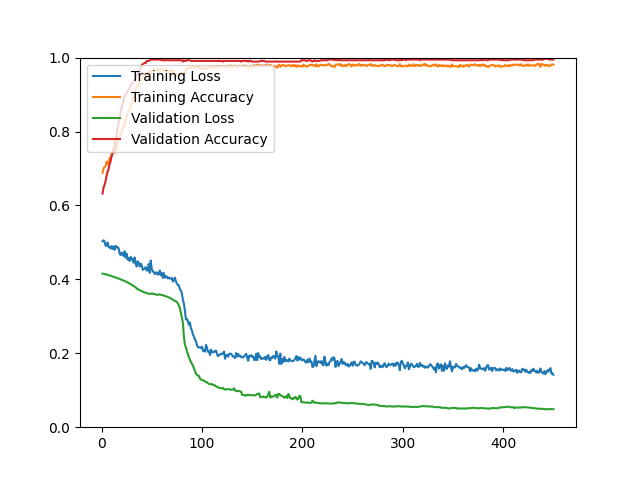 1.0
0.8
0.6
0.4
0.2
0.0
Training Loss
Training Accuracy
Validation Loss
Validation Accuracy
0 100 200 300 400